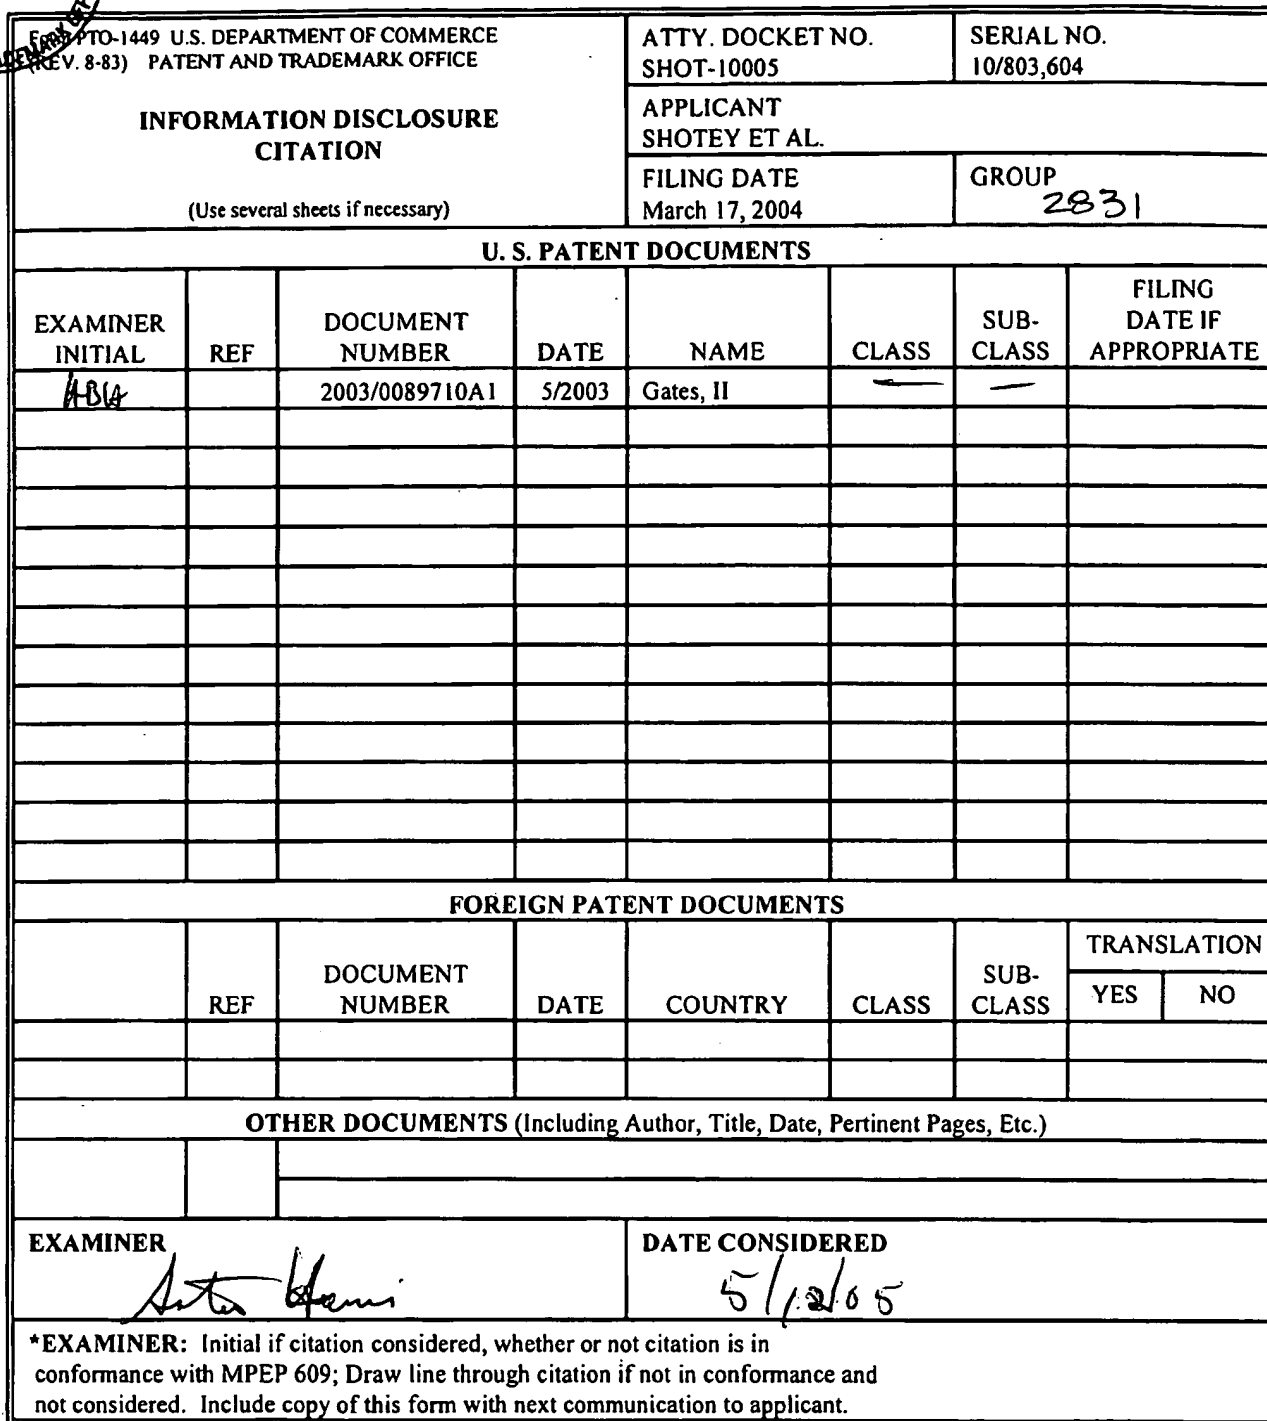 PTO-1449 U.S. DEPARTMENT OF COMMERCE
(REV. 8-83) PATENT AND TRADEMARK OFFICE
INFORMATION DISCLOSURE
CITATION
(Use several sheets if necessary)
ATTY. DOCKET NO.
SHOT-10005
SERIAL NO.
10/803,604
APPLICANT
SHOTEY ET AL.
FILING DATE
March 17, 2004
GROUP
2831
U. S. PATENT DOCUMENTS
EXAMINER
INITIAL
REF
DOCUMENT
NUMBER
DATE
NAME
CLASS
SUB-
CLASS
FILING
DATE IF
APPROPRIATE
2003/0089710A1
5/2003
Gates, II
FOREIGN PATENT DOCUMENTS
REF
DOCUMENT
NUMBER
DATE
COUNTRY
CLASS
SUB-
CLASS
TRANSLATION
YES
NO
OTHER DOCUMENTS (Including Author, Title, Date, Pertinent Pages, Etc.)
EXAMINER
DATE CONSIDERED
5/12/05
*EXAMINER: Initial if citation considered, whether or not citation is in
conformance with MPEP 609; Draw line through citation if not in conformance and
not considered. Include copy of this form with next communication to applicant.